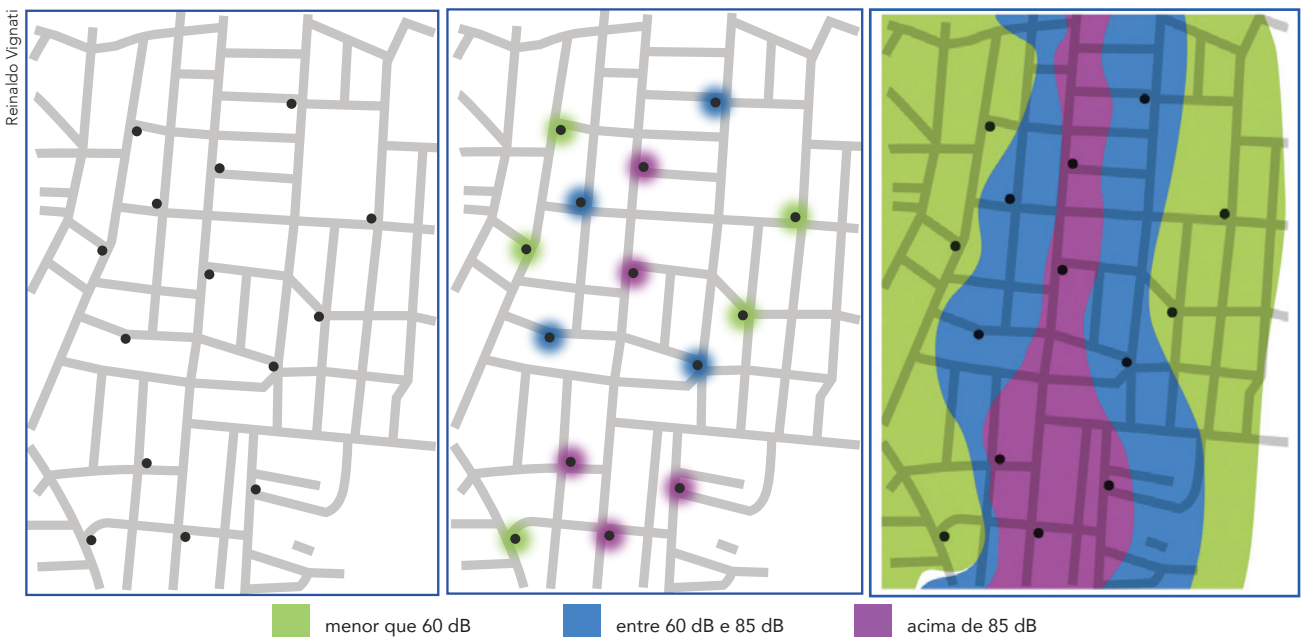 Reinaldo Vignati
menor que 60 dB
entre 60 dB e 85 dB
acima de 85 dB